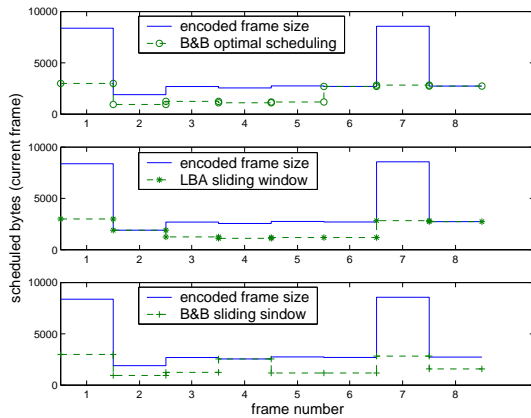 10000
encoded frame size
B&B optimal scheduling
5000
0
1 2 3 4 5 6 7 8
scheduled bytes (current frame)
10000
encoded frame size
LBA sliding window
5000
0
1 2 3 4 5 6 7 8
10000
encoded frame size
B&B sliding sindow
5000
0
1 2 3 4 5 6 7 8
frame number